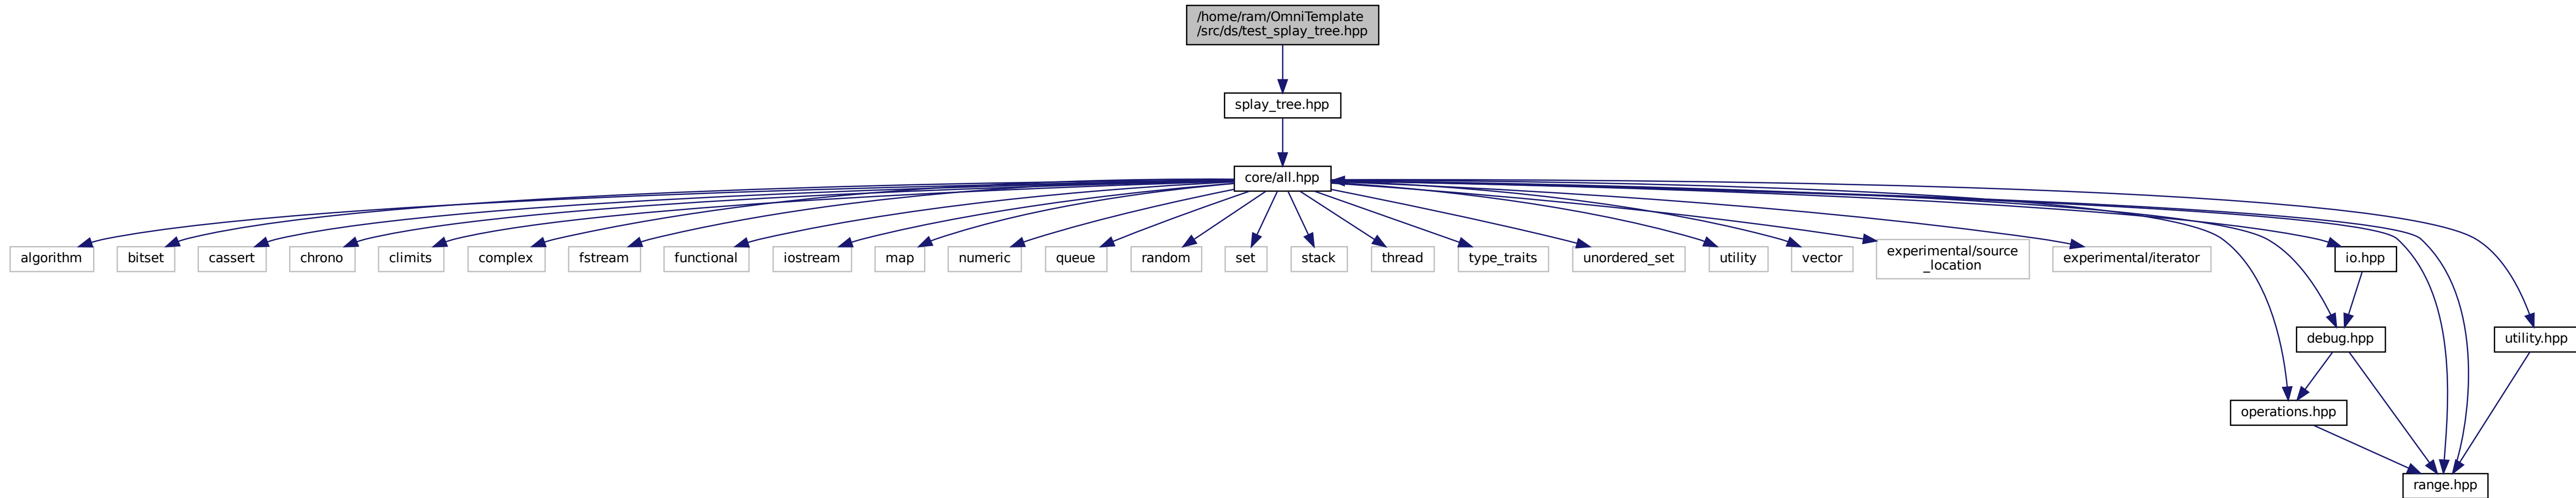 /home/ram/OmniTemplate
/src/ds/test_splay_tree.hpp
splay_tree.hpp
core/all.hpp
algorithm
bitset
cassert
chrono
climits
complex
fstream
functional
iostream
map
numeric
queue
random
set
stack
thread
type_traits
unordered_set
utility
vector
experimental/source
_location
experimental/iterator
io.hpp
debug.hpp
utility.hpp
operations.hpp
range.hpp